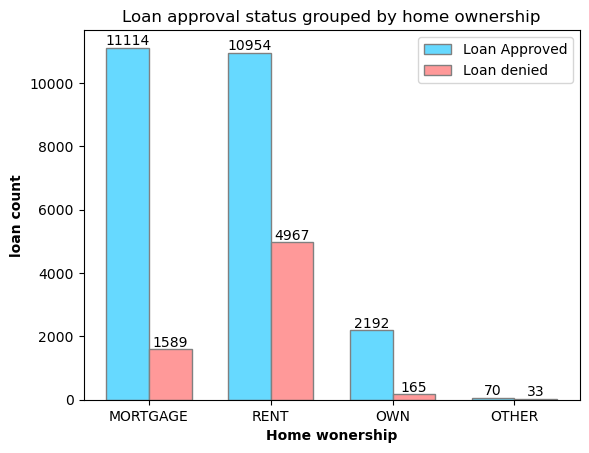 Loan approval status grouped by home ownership
11114
10954
Loan Approved
Loan denied
10000
8000
6000
4000
2000
0
loan count
4967
1589
2192
165
70
33
MORTGAGE
RENT
OWN
OTHER
Home wonership